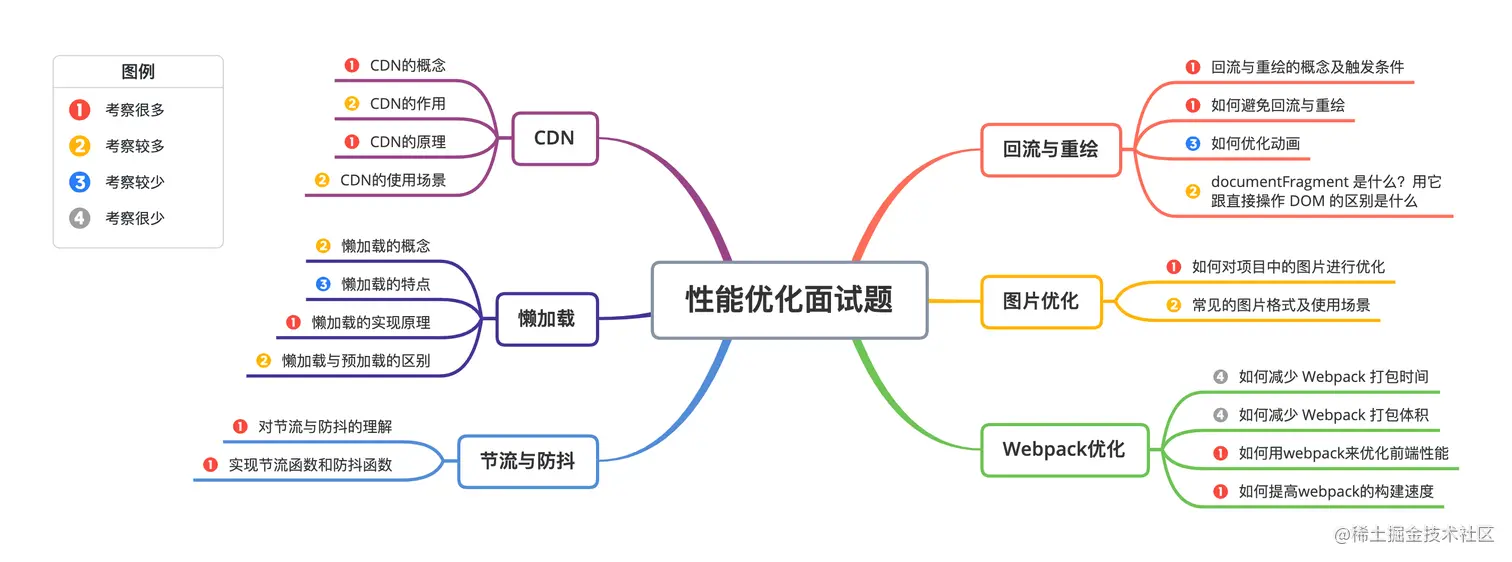 图例
1 考察很多
2 考察较多
3 考察较少
4 考察很少
性能优化面试题
CDN
1 CDN的概念
2 CDN的作用
1 CDN的原理
2 CDN的使用场景
懒加载
2 懒加载的概念
3 懒加载的特点
1 懒加载的实现原理
2 懒加载与预加载的区别
节流与防抖
1 对节流与防抖的理解
1 实现节流函数和防抖函数
回流与重绘
1 回流与重绘的概念及触发条件
1 如何避免回流与重绘
3 如何优化动画
2 documentFragment 是什么？用它
跟直接操作 DOM 的区别是什么
图片优化
1 如何对项目中的图片进行优化
2 常见的图片格式及使用场景
Webpack优化
4 如何减少 Webpack 打包时间
4 如何减少 Webpack 打包体积
1 如何用webpack来优化前端性能
1 如何提高webpack的构建速度
@稀土掘金技术社区